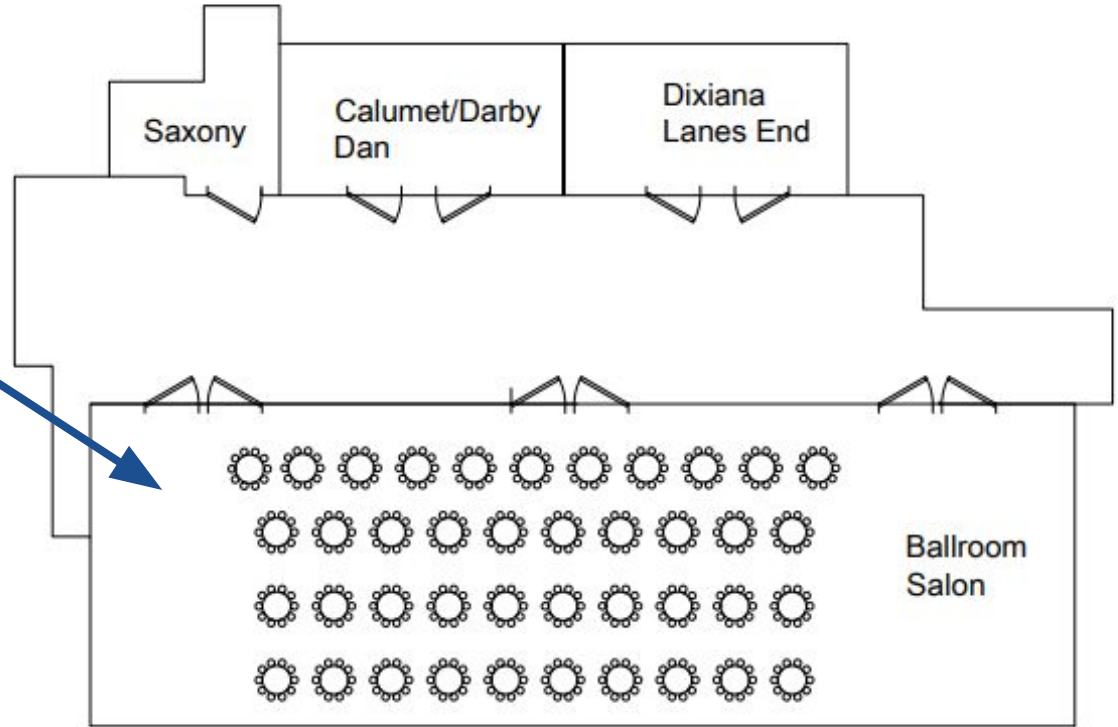 Saxony
Calumet/Darby
Dan
Dixiana
Lanes End
Ballroom
Salon